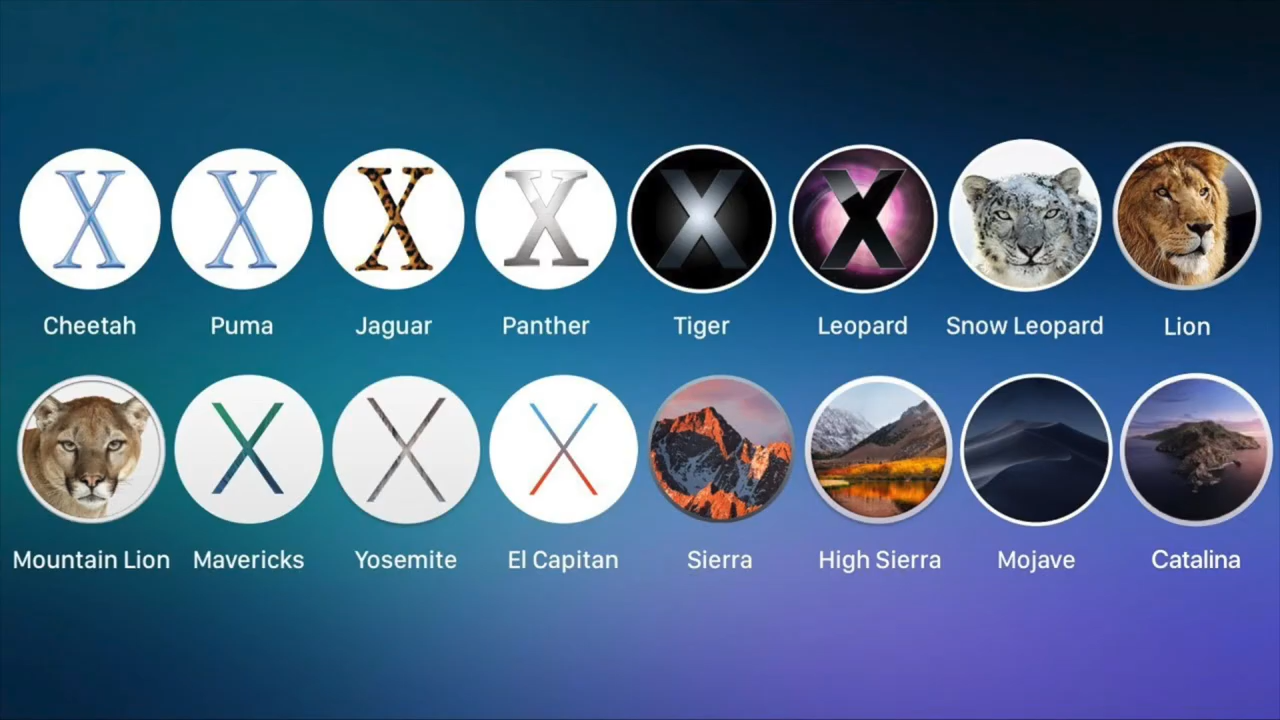 X
X
X
X
X
X
Cheetah
Puma
Jaguar
Panther
Tiger
Leopard
Snow Leopard
Lion
X
X
X
Mountain Lion
Mavericks
Yosemite
El Capitan
Sierra
High Sierra
Mojave
Catalina